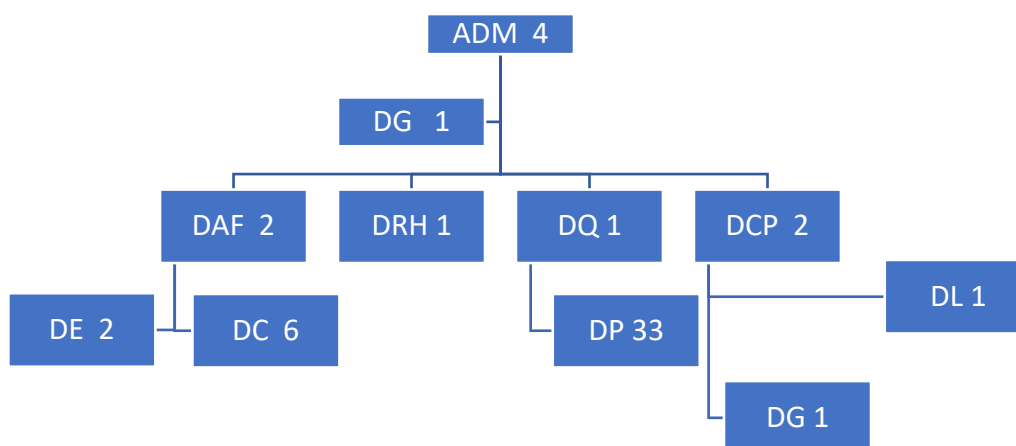 ADM 4
DG 1
DAF 2
DRH 1
DQ 1
DCP 2
DE 2
DC 6
DP 33
DL 1
DG 1